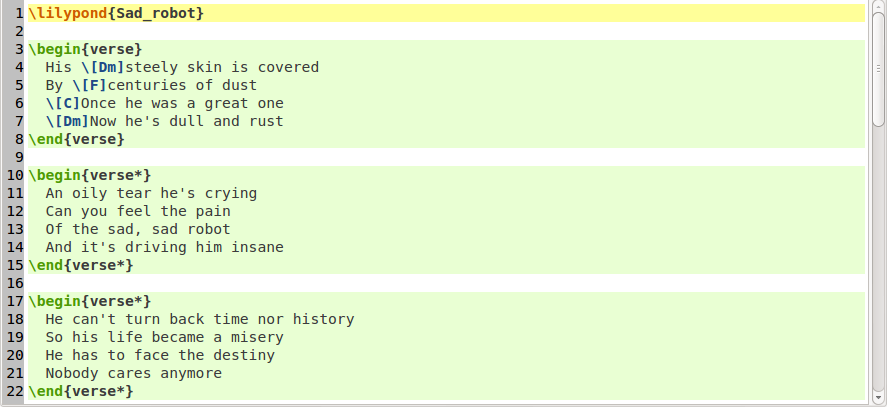 1 \lilypond{Sad_robot}
2
3 \begin{verse}
4   His \[Dm]steely skin is covered
5   By \[F]centuries of dust
6   \[C]Once he was a great one
7   \[Dm]Now he's dull and rust
8 \end{verse}
9
10 \begin{verse*}
11   An oily tear he's crying
12   Can you feel the pain
13   Of the sad, sad robot
14   And it's driving him insane
15 \end{verse*}
16
17 \begin{verse*}
18   He can't turn back time nor history
19   So his life became a misery
20   He has to face the destiny
21   Nobody cares anymore
22 \end{verse*}